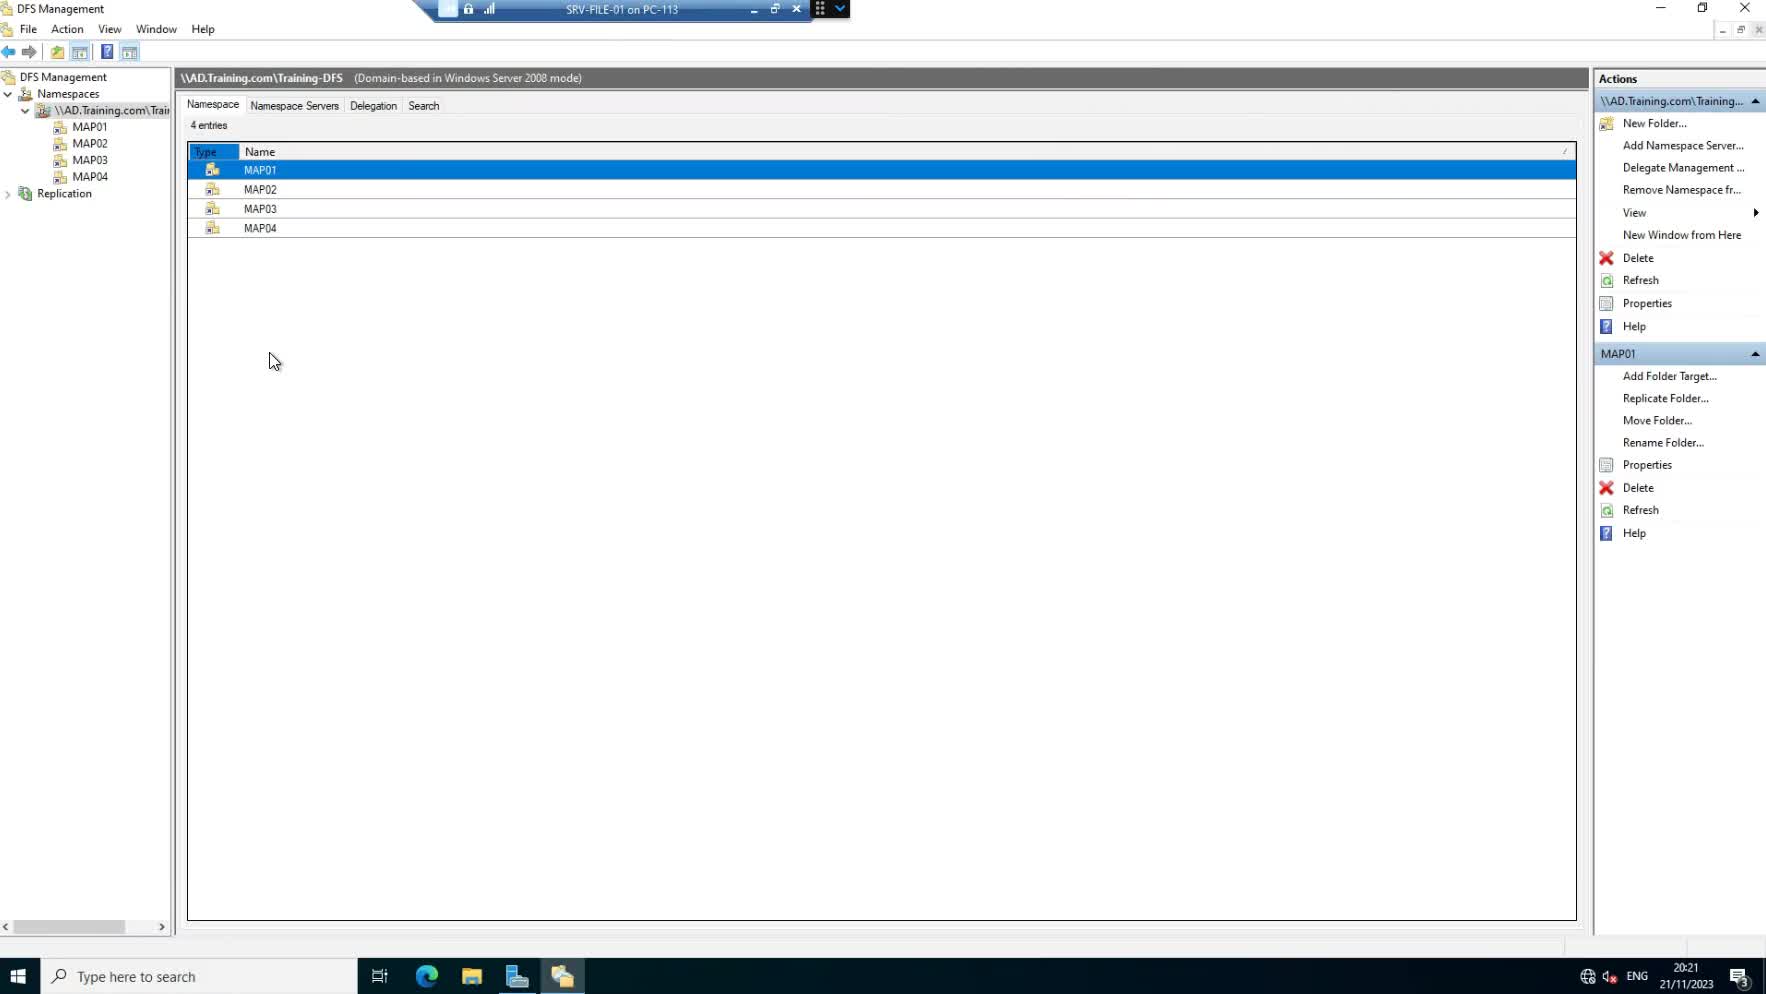 DFS Management
SRV-FILE-01 on PC-113
File Action View Window Help
DFS Management
Namespaces
\\AD.Training.com\Trai
MAP01
MAP02
MAP03
MAP04
Replication
\\AD.Training.com\Training-DFS (Domain-based in Windows Server 2008 mode)
Namespace Namespace Servers Delegation Search
4 entries
Type Name
MAP01
MAP02
MAP03
MAP04
Actions
\\AD.Training.com\Training...
New Folder...
Add Namespace Server...
Delegate Management ...
Remove Namespace fr...
View
New Window from Here
Delete
Refresh
Properties
Help
MAP01
Add Folder Target...
Replicate Folder...
Move Folder...
Rename Folder...
Properties
Delete
Refresh
Help
Type here to search
ENG
20:21
21/11/2023
3